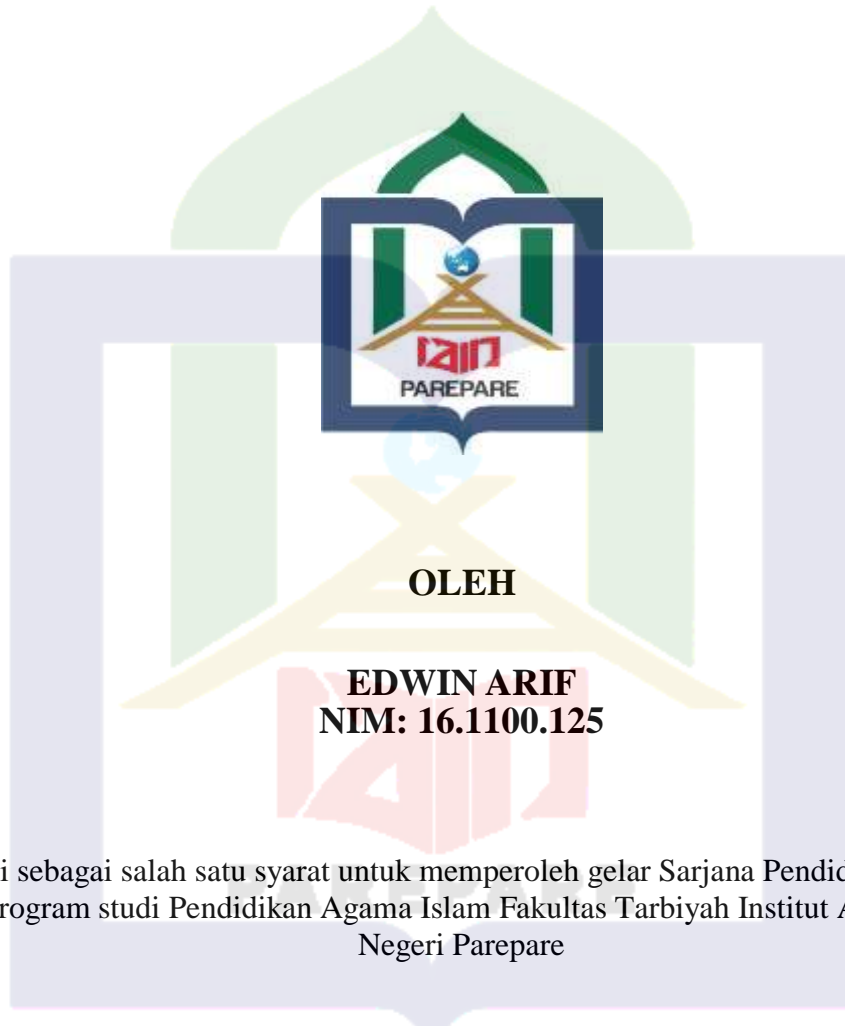 iain
PAREPARE
OLEH
EDWIN ARIF
NIM: 16.1100.125
i sebagai salah satu syarat untuk memperoleh gelar Sarjana Pendid
rogram studi Pendidikan Agama Islam Fakultas Tarbiyah Institut A
Negeri Parepare